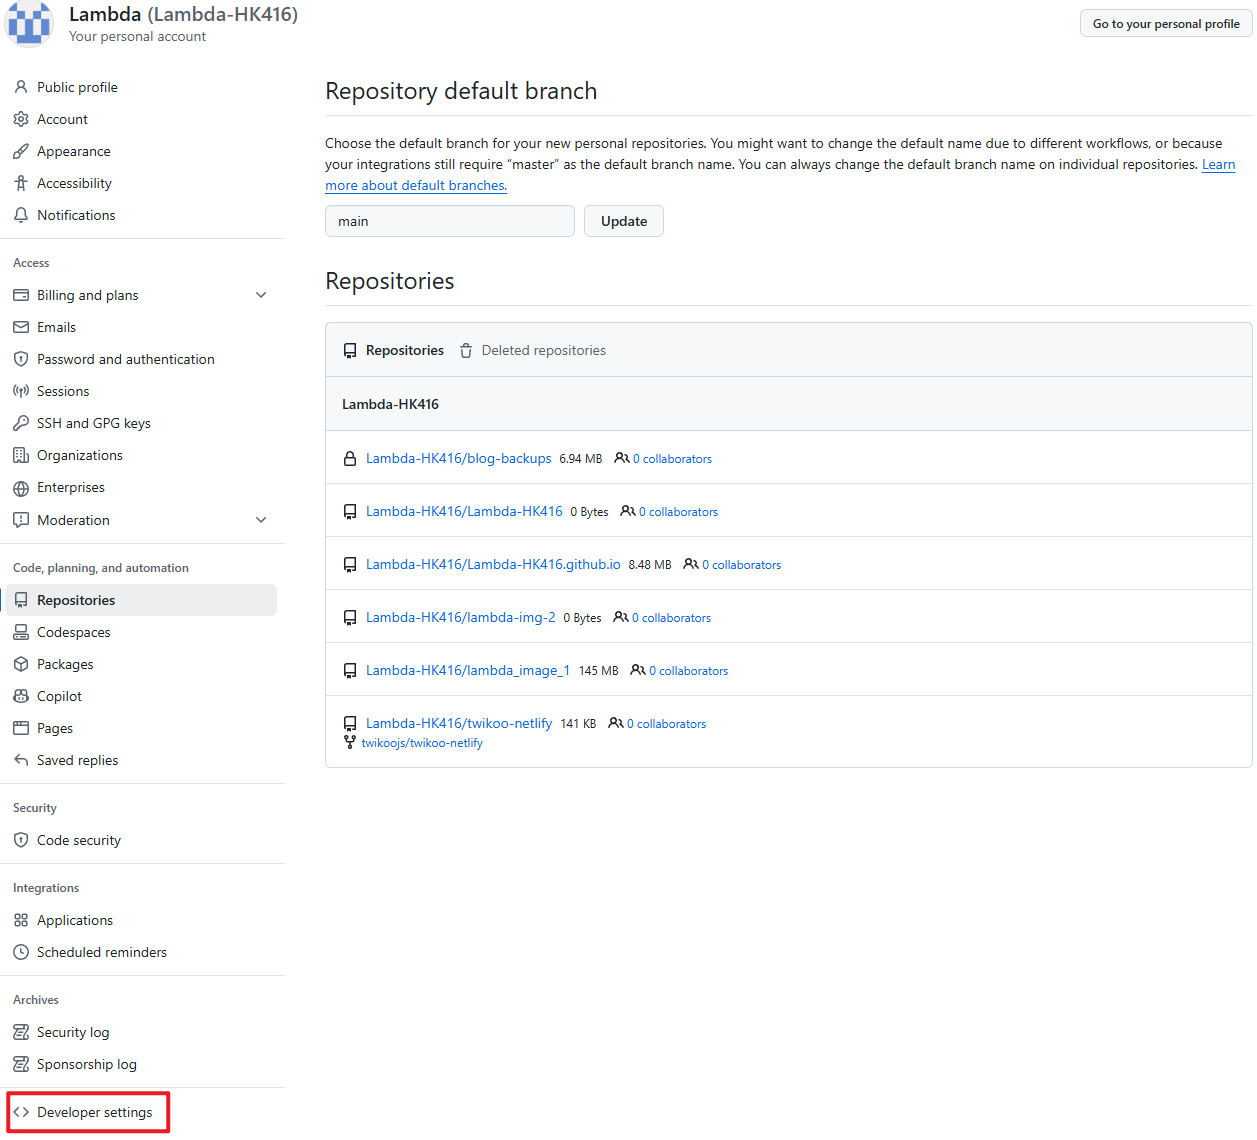 Lambda (Lambda-HK416)
Your personal account
Go to your personal profile
Public profile
Account
Appearance
Accessibility
Notifications
Access
Billing and plans
Emails
Password and authentication
Sessions
SSH and GPG keys
Organizations
Enterprises
Moderation
Code, planning, and automation
Repositories
Codespaces
Packages
Copilot
Pages
Saved replies
Security
Code security
Integrations
Applications
Scheduled reminders
Archives
Security log
Sponsorship log
Developer settings
Repository default branch
Choose the default branch for your new personal repositories. You might want to change the default name due to different workflows, or because
your integrations still require “master” as the default branch name. You can always change the default branch name on individual repositories. Learn
more about default branches.
main
Update
Repositories
Repositories Deleted repositories
Lambda-HK416
Lambda-HK416/blog-backups 6.94 MB 0 collaborators
Lambda-HK416/Lambda-HK416 0 Bytes 0 collaborators
Lambda-HK416/Lambda-HK416.github.io 8.48 MB 0 collaborators
Lambda-HK416/lambda-img-2 0 Bytes 0 collaborators
Lambda-HK416/lambda_image_1 145 MB 0 collaborators
Lambda-HK416/twikoo-netlify 141 KB 0 collaborators
twikoojs/twikoo-netlify